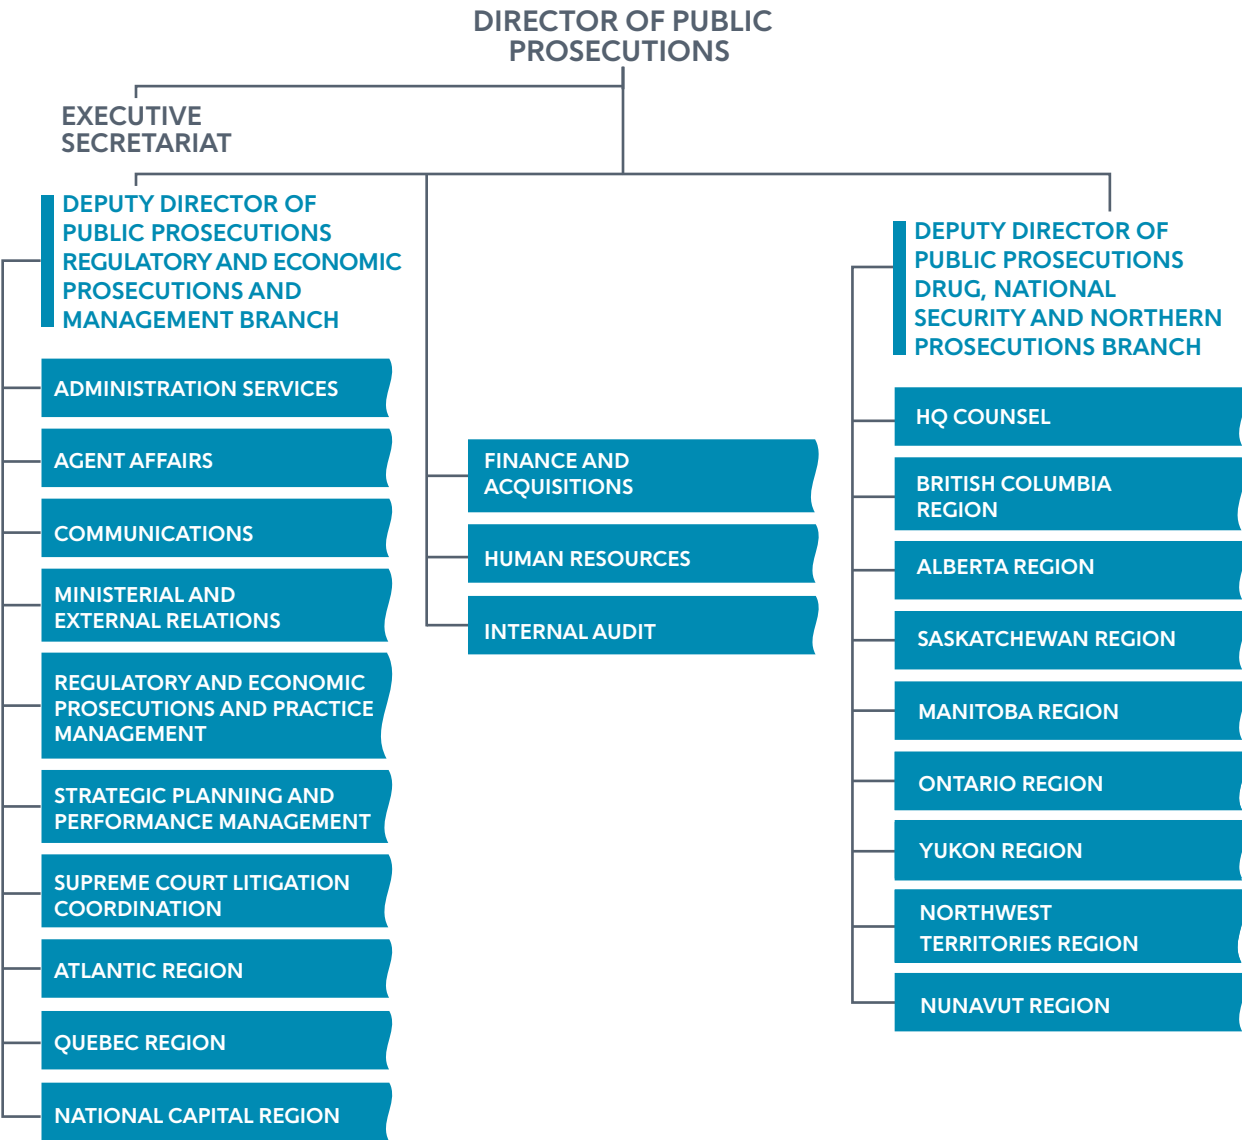 DIRECTOR OF PUBLIC
PROSECUTIONS
EXECUTIVE
SECRETARIAT
DEPUTY DIRECTOR OF
PUBLIC PROSECUTIONS
REGULATORY AND ECONOMIC
PROSECUTIONS AND
MANAGEMENT BRANCH
ADMINISTRATION SERVICES
AGENT AFFAIRS
COMMUNICATIONS
MINISTERIAL AND
EXTERNAL RELATIONS
REGULATORY AND ECONOMIC
PROSECUTIONS AND PRACTICE
MANAGEMENT
STRATEGIC PLANNING AND
PERFORMANCE MANAGEMENT
SUPREME COURT LITIGATION
COORDINATION
ATLANTIC REGION
QUEBEC REGION
NATIONAL CAPITAL REGION
FINANCE AND
ACQUISITIONS
HUMAN RESOURCES
INTERNAL AUDIT
DEPUTY DIRECTOR OF
PUBLIC PROSECUTIONS
DRUG, NATIONAL
SECURITY AND NORTHERN
PROSECUTIONS BRANCH
HQ COUNSEL
BRITISH COLUMBIA
REGION
ALBERTA REGION
SASKATCHEWAN REGION
MANITOBA REGION
ONTARIO REGION
YUKON REGION
NORTHWEST
TERRITORIES REGION
NUNAVUT REGION